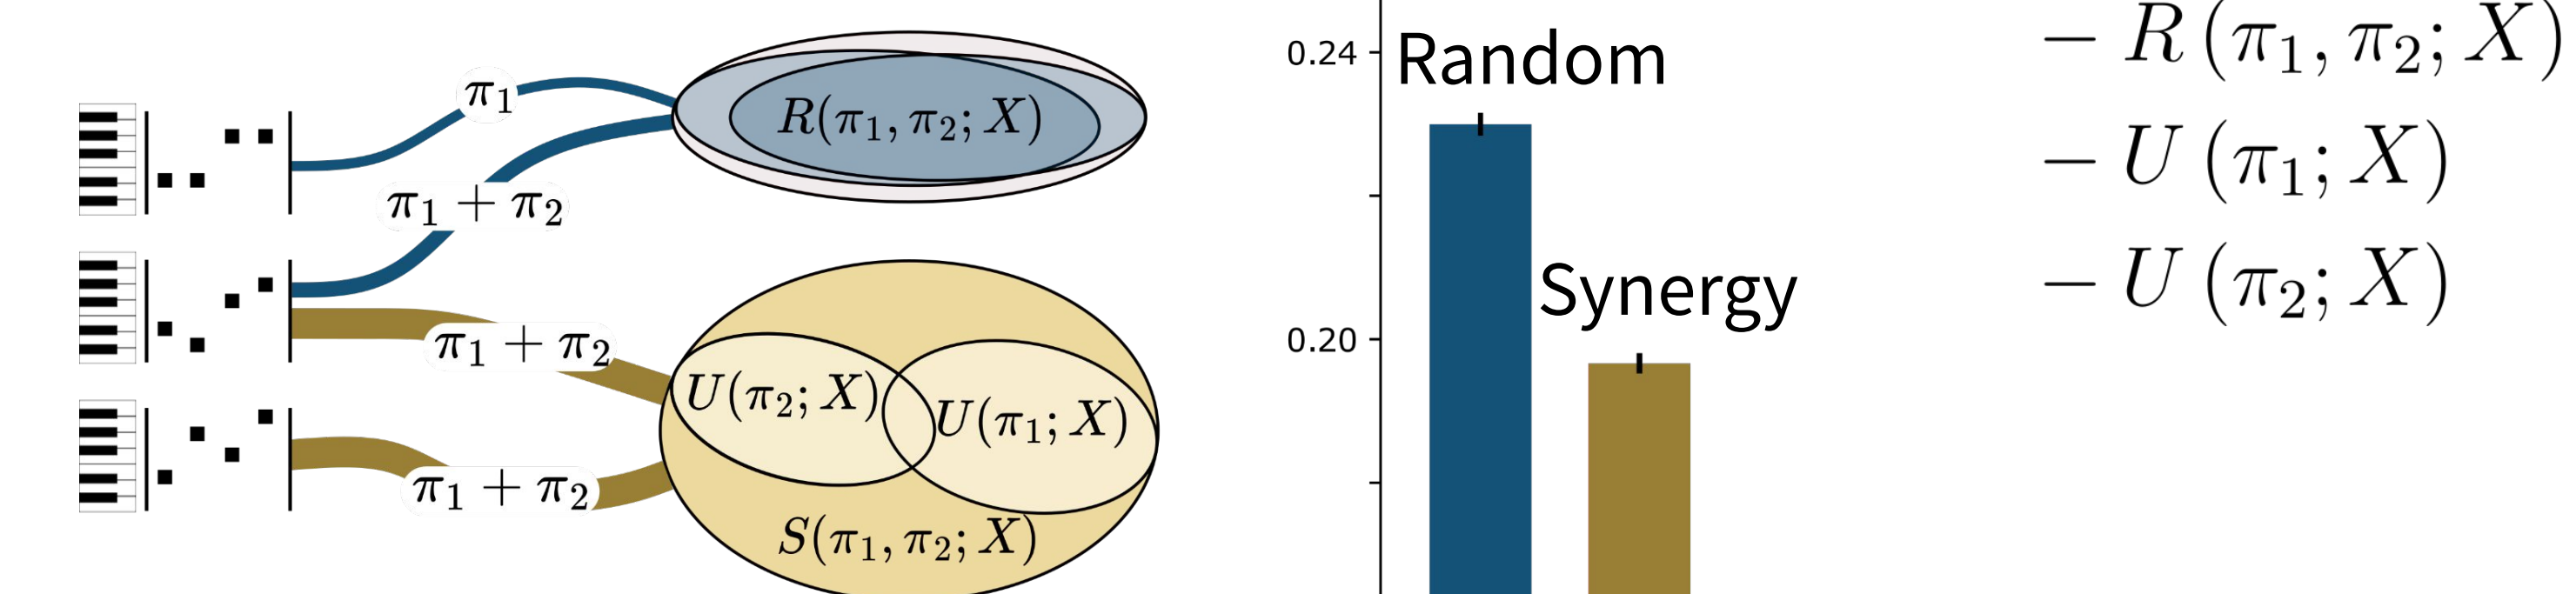 π₁
π₁ + π₂
π₁ + π₂
π₁ + π₂
R(π₁, π₂; X)
U(π₂; X)
U(π₁; X)
S(π₁, π₂; X)
0.24
0.20
Random
Synergy
− R (π₁, π₂; X)
− U (π₁; X)
− U (π₂; X)